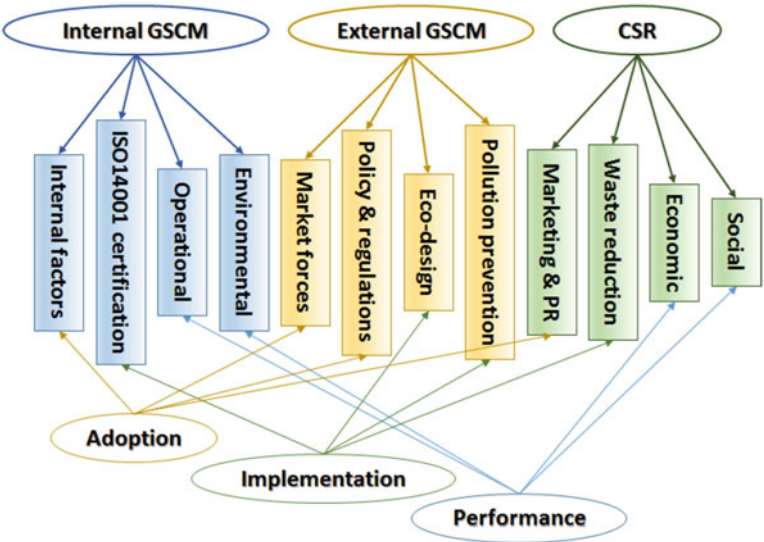 Internal GSCM
External GSCM
CSR
Internal factors
ISO14001 certification
Operational
Environmental
Market forces
Policy & regulations
Eco-design
Pollution prevention
Marketing & PR
Waste reduction
Economic
Social
Adoption
Implementation
Performance